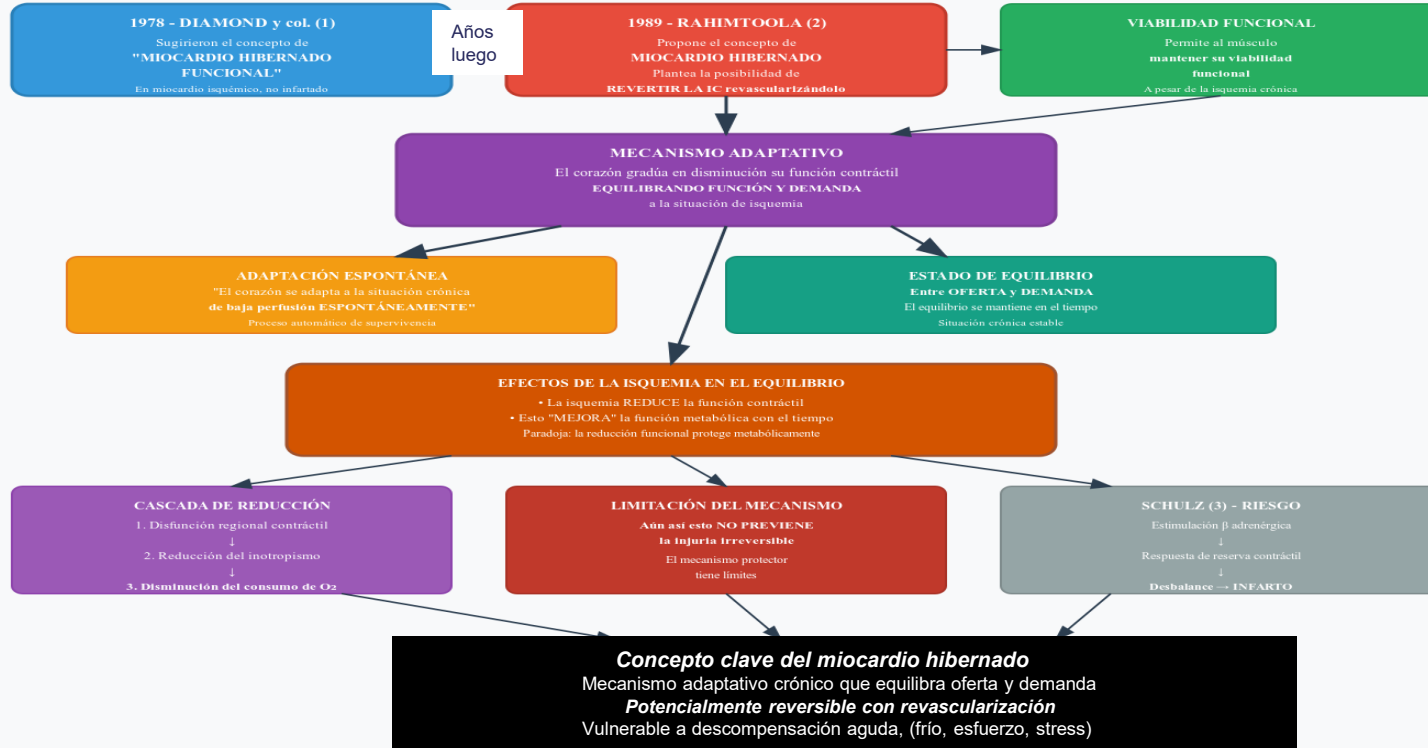 1978 - DIAMOND y col. (1)
Sugirieron el concepto de
"MIOCARDIO HIBERNADO
FUNCIONAL"
En miocardio isquémico, no infartado
Años
luego
1989 - RAHIMTOOLA (2)
Propone el concepto de
MIOCARDIO HIBERNADO
Plantea la posibilidad de
REVERTIR LA IC revascularizándolo
VIABILIDAD FUNCIONAL
Permite al músculo
mantener su viabilidad
funcional
A pesar de la isquemia crónica
MECANISMO ADAPTATIVO
El corazón gradúa en disminución su función contráctil
EQUILIBRANDO FUNCIÓN Y DEMANDA
a la situación de isquemia
ADAPTACIÓN ESPONTÁNEA
"El corazón se adapta a la situación crónica
de baja perfusión ESPONTÁNEAMENTE"
Proceso automático de supervivencia
ESTADO DE EQUILIBRIO
Entre OFERTA y DEMANDA
El equilibrio se mantiene en el tiempo
Situación crónica estable
EFECTOS DE LA ISQUEMIA EN EL EQUILIBRIO
• La isquemia REDUCE la función contráctil
• Esto "MEJORA" la función metabólica con el tiempo
Paradoja: la reducción funcional protege metabólicamente
CASCADA DE REDUCCIÓN
1. Disfunción regional contráctil
↓
2. Reducción del inotropismo
↓
3. Disminución del consumo de O₂
LIMITACIÓN DEL MECANISMO
Aún así esto NO PREVIENE
la injuria irreversible
El mecanismo protector
tiene límites
SCHULZ (3) - RIESGO
Estimulación β adrenérgica
↓
Respuesta de reserva contráctil
↓
Desbalance → INFARTO
Concepto clave del miocardio hibernado
Mecanismo adaptativo crónico que equilibra oferta y demanda
Potencialmente reversible con revascularización
Vulnerable a descompensación aguda, (frío, esfuerzo, stress)